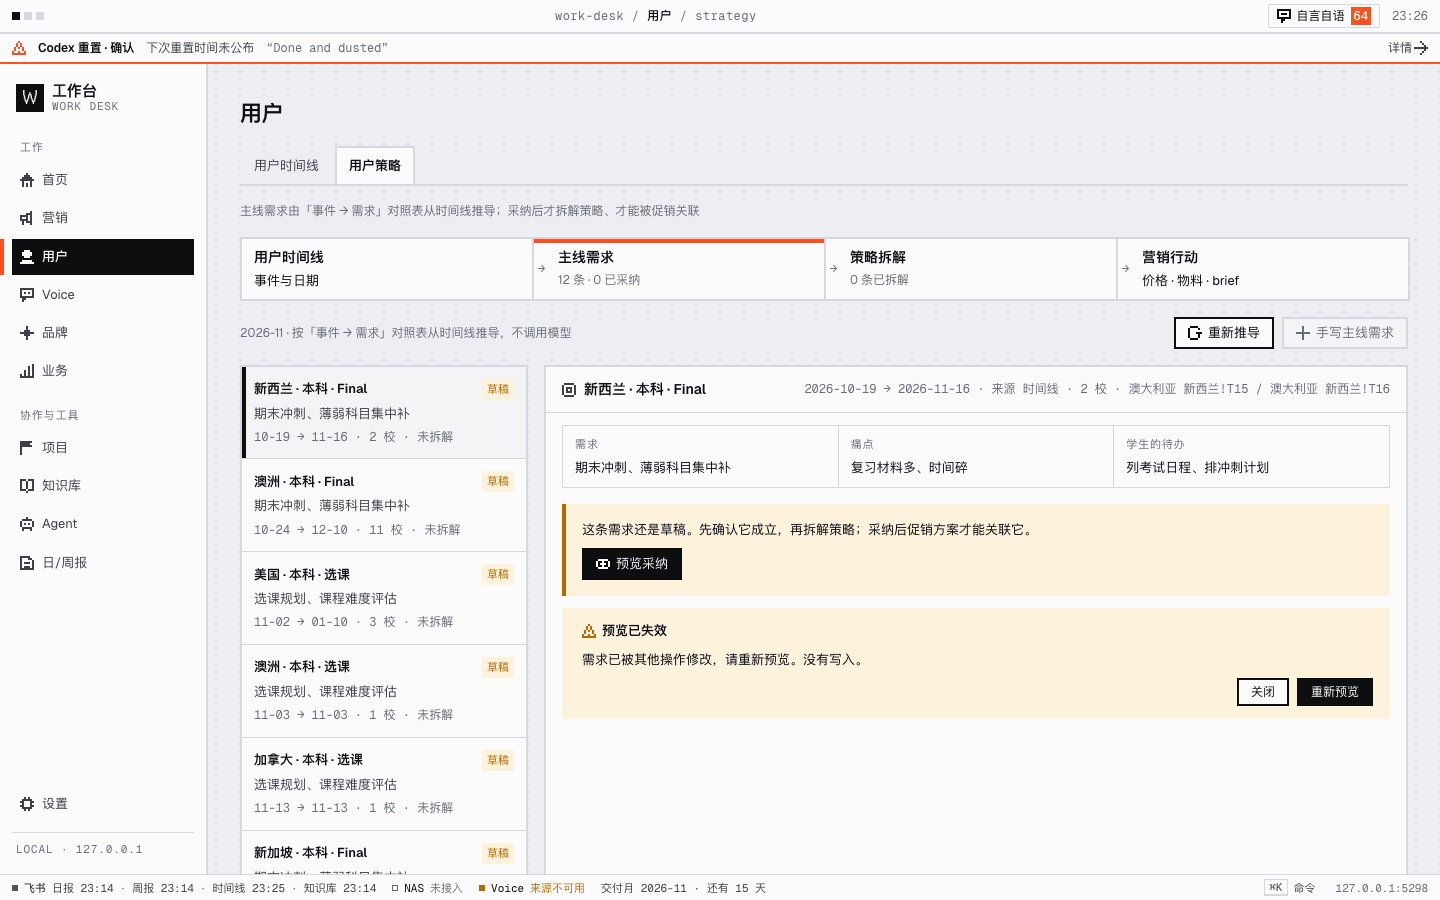 work-desk / 用户 / strategy
自言自语 64 23:26
Codex 重置·确认 下次重置时间未公布 “Done and dusted”
详情
W 工作台
WORK DESK
工作
首页
营销
用户
Voice
品牌
业务
协作与工具
项目
知识库
Agent
日/周报
设置
LOCAL · 127.0.0.1
用户
用户时间线 用户策略
主线需求由「事件 → 需求」对照表从时间线推导；采纳后才拆解策略、才能被促销关联
用户时间线
事件与日期
→
主线需求
12 条 · 0 已采纳
→
策略拆解
0 条已拆解
→
营销行动
价格 · 物料 · brief
2026-11 · 按「事件 → 需求」对照表从时间线推导，不调用模型
重新推导 手写主线需求
新西兰 · 本科 · Final 草稿
期末冲刺、薄弱科目集中补
10-19 → 11-16 · 2 校 · 未拆解
澳洲 · 本科 · Final 草稿
期末冲刺、薄弱科目集中补
10-24 → 12-10 · 11 校 · 未拆解
美国 · 本科 · 选课 草稿
选课规划、课程难度评估
11-02 → 01-10 · 3 校 · 未拆解
澳洲 · 本科 · 选课 草稿
选课规划、课程难度评估
11-03 → 11-03 · 1 校 · 未拆解
加拿大 · 本科 · 选课 草稿
选课规划、课程难度评估
11-13 → 11-13 · 1 校 · 未拆解
新加坡 · 本科 · Final 草稿
新西兰 · 本科 · Final 2026-10-19 → 2026-11-16 · 来源 时间线 · 2 校 · 澳大利亚 新西兰!T15 / 澳大利亚 新西兰!T16
需求
期末冲刺、薄弱科目集中补
痛点
复习材料多、时间碎
学生的待办
列考试日程、排冲刺计划
这条需求还是草稿。先确认它成立，再拆解策略；采纳后促销方案才能关联它。
预览采纳
预览已失效
需求已被其他操作修改，请重新预览。没有写入。
关闭 重新预览
飞书 日报 23:14 · 周报 23:14 · 时间线 23:25 · 知识库 23:14 NAS 未接入 Voice 来源不可用 交付月 2026-11 · 还有 15 天
⌘K 命令 127.0.0.1:5298